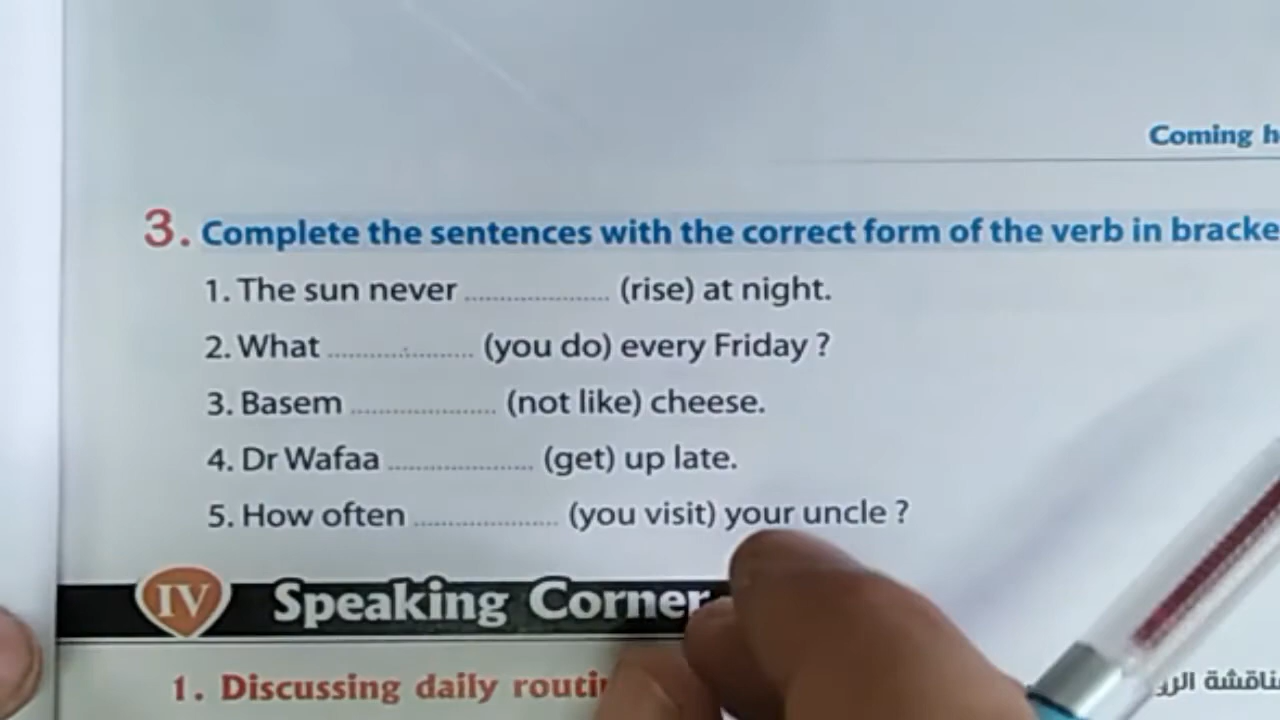 Coming
3. Complete the sentences with the correct form of the verb in
1. The sun never .................... (rise) at night.
2. What .................... (you do) every Friday ?
3. Basem .................... (not like) cheese.
4. Dr Wafaa .................... (get) up late.
5. How often .................... (you visit) your uncle ?
IV Speaking Corner
1. Discussing daily